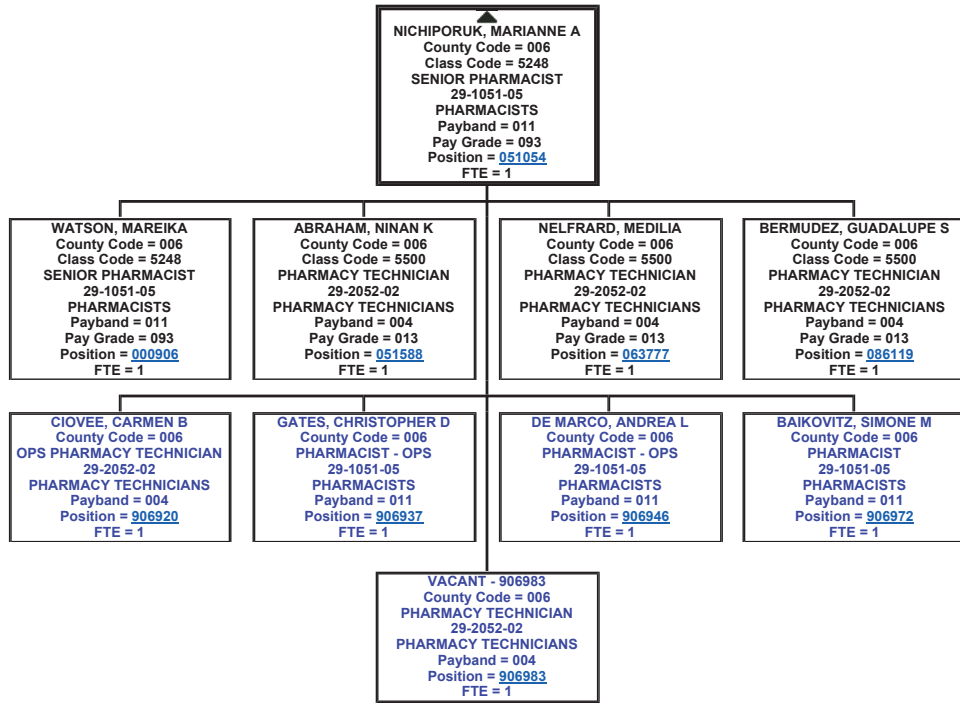 NICHIPORUK, MARIANNE A
County Code = 006
Class Code = 5248
SENIOR PHARMACIST
29-1051-05
PHARMACISTS
Payband = 011
Pay Grade = 093
Position = 051054
FTE = 1
WATSON, MAREIKA
County Code = 006
Class Code = 5248
SENIOR PHARMACIST
29-1051-05
PHARMACISTS
Payband = 011
Pay Grade = 093
Position = 000906
FTE = 1
ABRAHAM, NINAN K
County Code = 006
Class Code = 5500
PHARMACY TECHNICIAN
29-2052-02
PHARMACY TECHNICIANS
Payband = 004
Pay Grade = 013
Position = 051588
FTE = 1
NELFRARD, MEDILIA
County Code = 006
Class Code = 5500
PHARMACY TECHNICIAN
29-2052-02
PHARMACY TECHNICIANS
Payband = 004
Pay Grade = 013
Position = 063777
FTE = 1
BERMUDEZ, GUADALUPE S
County Code = 006
Class Code = 5500
PHARMACY TECHNICIAN
29-2052-02
PHARMACY TECHNICIANS
Payband = 004
Pay Grade = 013
Position = 086119
FTE = 1
CIOVEE, CARMEN B
County Code = 006
OPS PHARMACY TECHNICIAN
29-2052-02
PHARMACY TECHNICIANS
Payband = 004
Position = 906920
FTE = 1
GATES, CHRISTOPHER D
County Code = 006
PHARMACIST - OPS
29-1051-05
PHARMACISTS
Payband = 011
Position = 906937
FTE = 1
DE MARCO, ANDREA L
County Code = 006
PHARMACIST - OPS
29-1051-05
PHARMACISTS
Payband = 011
Position = 906946
FTE = 1
BAIKOVITZ, SIMONE M
County Code = 006
PHARMACIST
29-1051-05
PHARMACISTS
Payband = 011
Position = 906972
FTE = 1
VACANT - 906983
County Code = 006
PHARMACY TECHNICIAN
29-2052-02
PHARMACY TECHNICIANS
Payband = 004
Position = 906983
FTE = 1